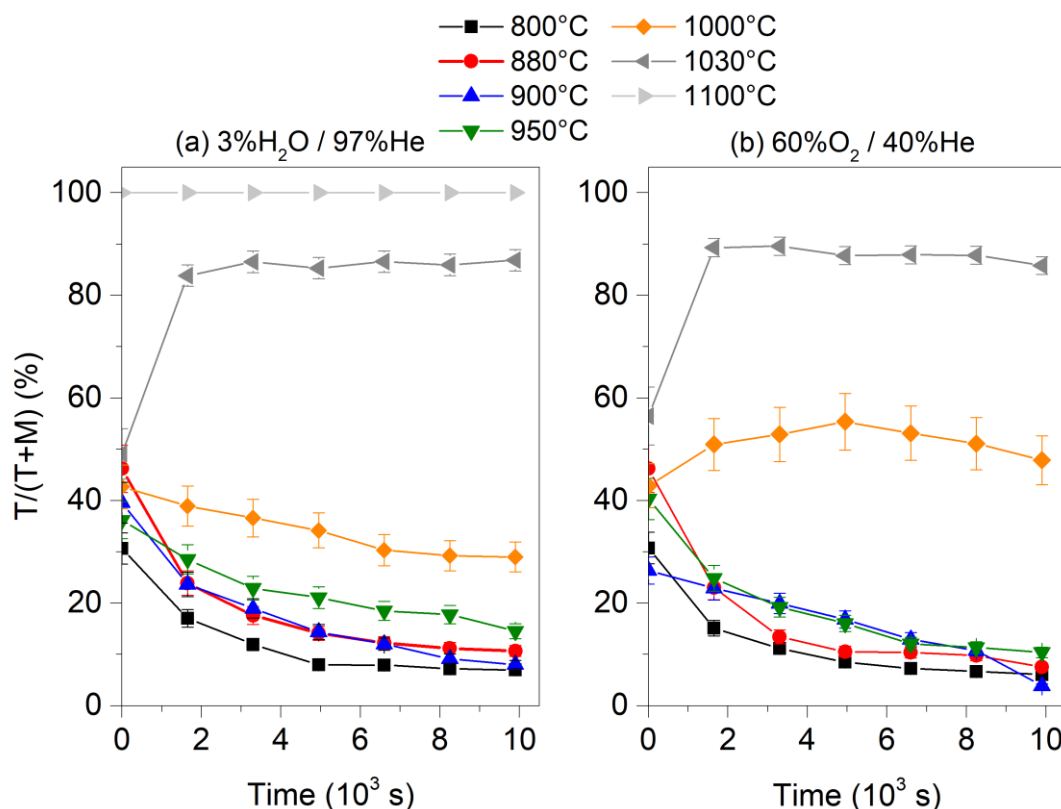 800°C
880°C
900°C
950°C
1000°C
1030°C
1100°C
(a) 3%H₂O / 97%He
(b) 60%O₂ / 40%He
T/(T+M) (%)
100
80
60
40
20
0
0 2 4 6 8 10
Time (10³ s)
100
80
60
40
20
0
0 2 4 6 8 10
Time (10³ s)